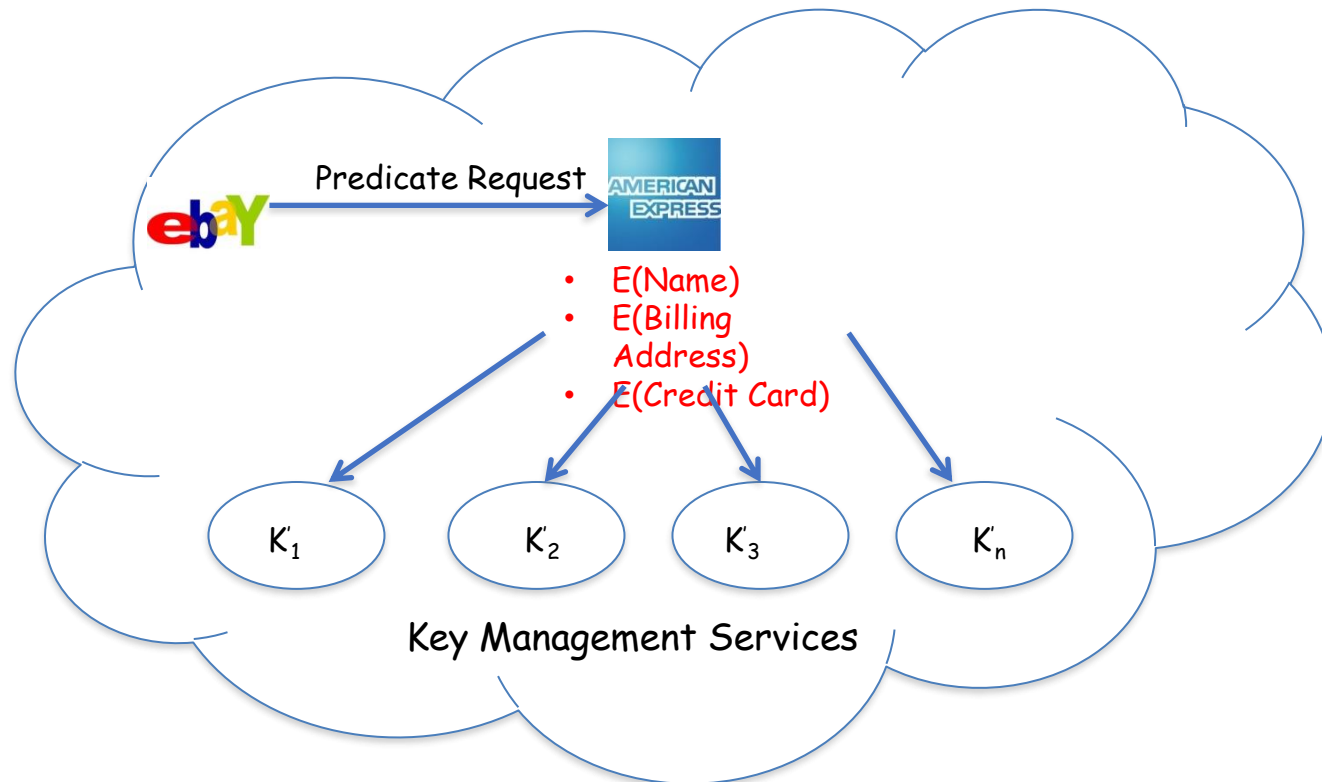 Predicate Request
ebaY
AMERICAN
EXPRESS
• E(Name)
• E(Billing
Address)
• E(Credit Card)
K'1
K'2
K'3
K'n
Key Management Services